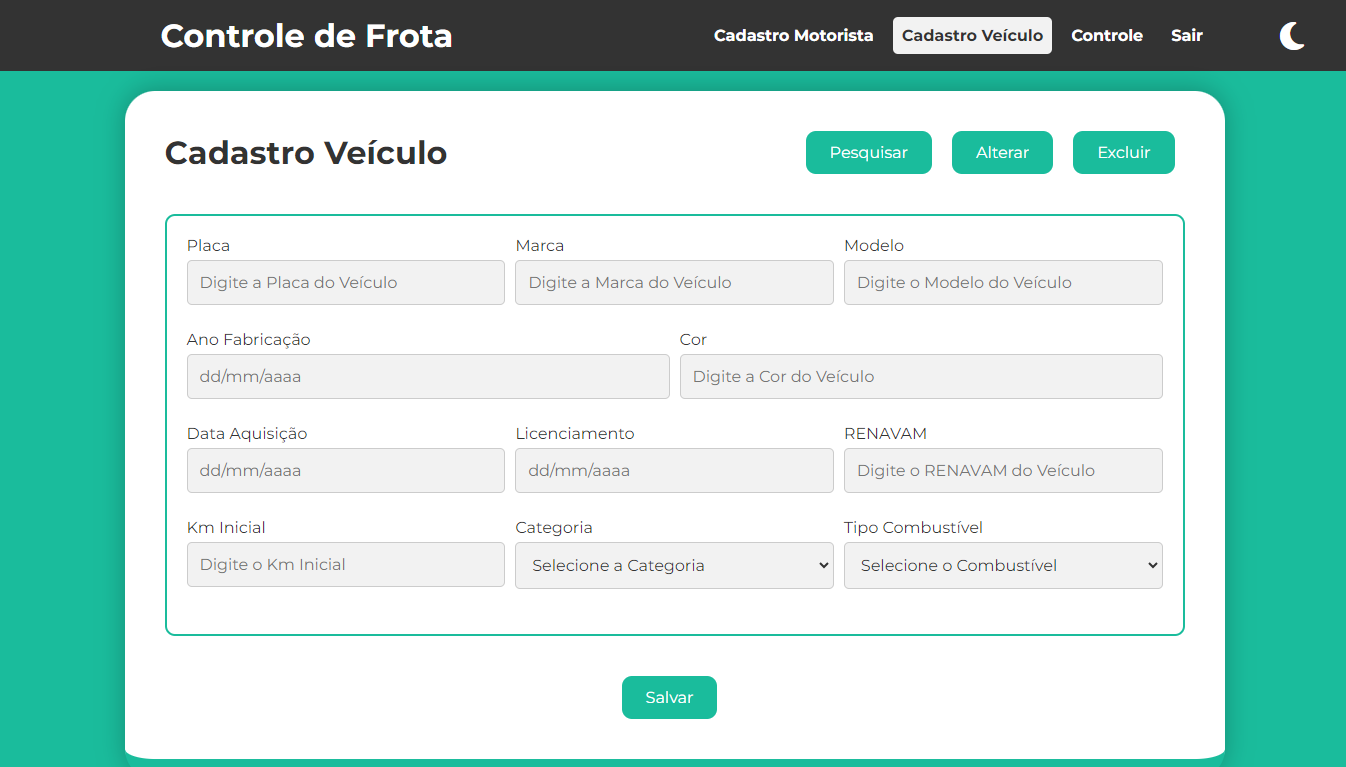 Controle de Frota
Cadastro Motorista
Cadastro Veículo
Controle
Sair
Cadastro Veículo
Pesquisar
Alterar
Excluir
Placa
Marca
Modelo
Digite a Placa do Veículo
Digite a Marca do Veículo
Digite o Modelo do Veículo
Ano Fabricação
Cor
dd/mm/aaaa
Digite a Cor do Veículo
Data Aquisição
Licenciamento
RENAVAM
dd/mm/aaaa
dd/mm/aaaa
Digite o RENAVAM do Veículo
Km Inicial
Categoria
Tipo Combustível
Digite o Km Inicial
Selecione a Categoria
Selecione o Combustível
Salvar